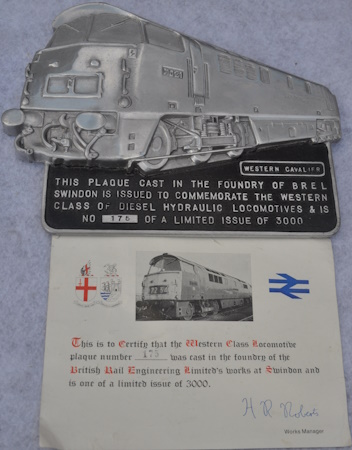 WESTERN CAVALIER
THIS PLAQUE CAST IN THE FOUNDRY OF BREL
SWINDON IS ISSUED TO COMMEMORATE THE WESTERN
CLASS OF DIESEL HYDRAULIC LOCOMOTIVES & IS
NO 175 OF A LIMITED ISSUE OF 3000
This is to Certify that the Western Class Locomotive
plaque number 175 was cast in the foundry of the
British Rail Engineering Limited's works at Swindon and
is one of a limited issue of 3000.
H R Roberts
Works Manager